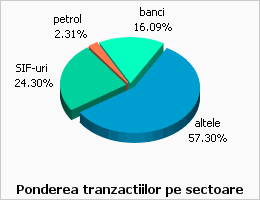 banci
16.09%
petrol
2.31%
SIF-uri
24.30%
altele
57.30%
Ponderea tranzactiilor pe sectoare